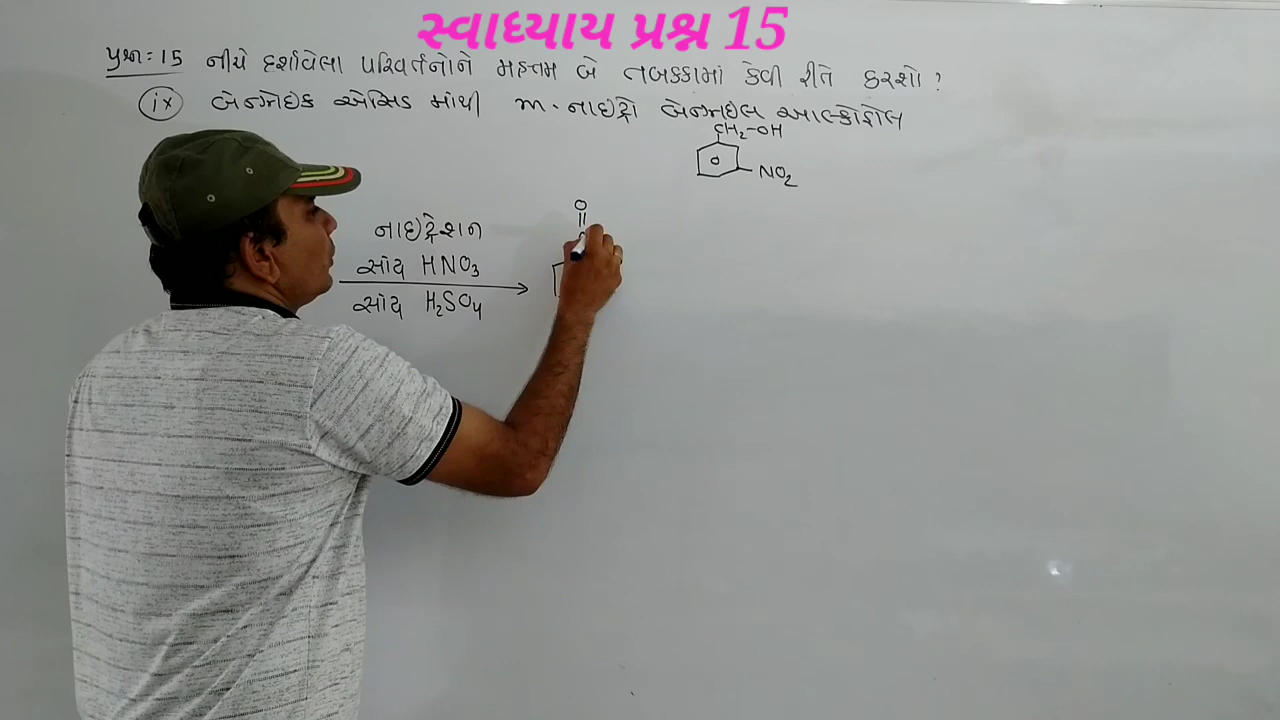 સ્વાધ્યાય પ્રશ્ન 15
પ્રશ્ન:15 નીચે દર્શાવેલા પરિવર્તનોને મહત્તમ બે તબક્કામાં કેવી રીતે કરશો ?
ix બેન્ઝોઇક એસિડ માંથી m-નાઇટ્રો બેન્ઝાઇલ આલ્કોહોલ
CH2-OH
NO2
O
નાઇટ્રેશન
સાંદ્ર HNO3
સાંદ્ર H2SO4